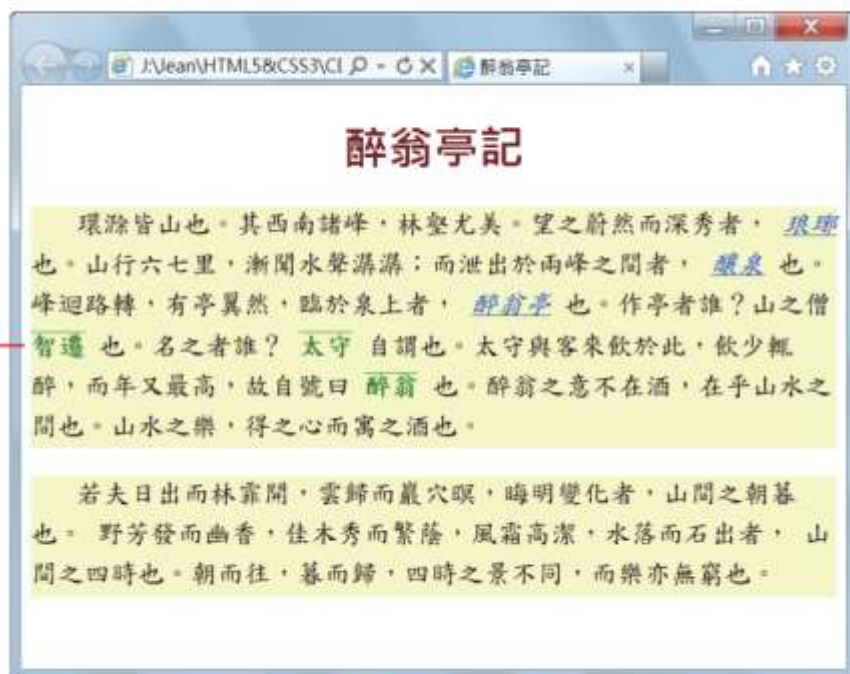 J:\Jean\HTML5&CSS3\CI
醉翁亭記
醉翁亭記
環滁皆山也。其西南諸峰，林壑尤美。望之蔚然而深秀者， 琅琊
也。山行六七里，漸聞水聲潺潺；而泄出於兩峰之間者， 釀泉 也。
峰迴路轉，有亭翼然，臨於泉上者， 醉翁亭 也。作亭者誰？山之僧
智遷 也。名之者誰？ 太守 自謂也。太守與客來飲於此，飲少輒
醉，而年又最高，故自號曰 醉翁 也。醉翁之意不在酒，在乎山水之
間也。山水之樂，得之心而寓之酒也。
若夫日出而林霏開，雲歸而巖穴暝，晦明變化者，山間之朝暮
也。 野芳發而幽香，佳木秀而繁蔭，風霜高潔，水落而石出者， 山
間之四時也。朝而往，暮而歸，四時之景不同，而樂亦無窮也。